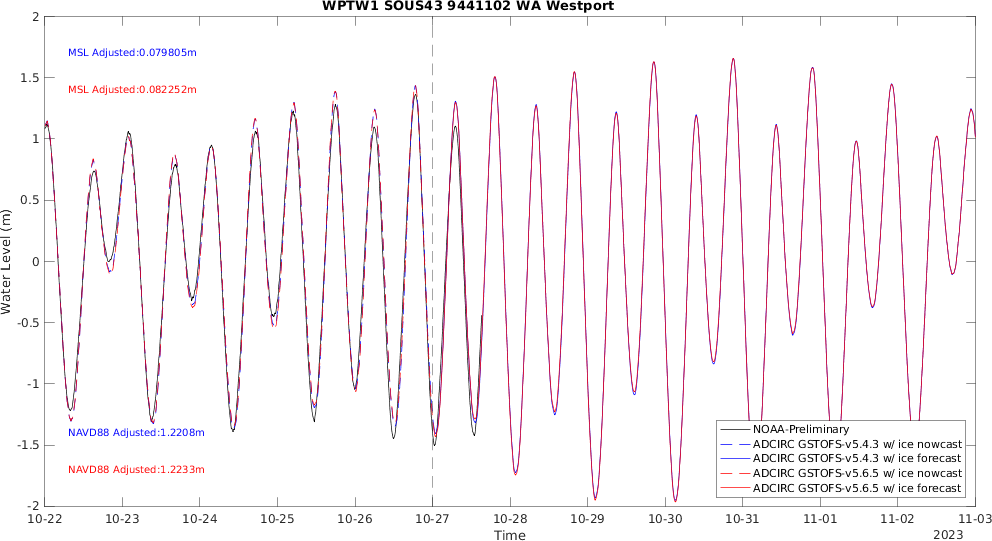 WPTW1 SOUS43 9441102 WA Westport
2
1.5
1
0.5
0
-0.5
-1
-1.5
-2
Water Level (m)
MSL Adjusted:0.079805m
MSL Adjusted:0.082252m
NAVD88 Adjusted:1.2208m
NAVD88 Adjusted:1.2233m
NOAA-Preliminary
ADCIRC GSTOFS-v5.4.3 w/ ice nowcast
ADCIRC GSTOFS-v5.4.3 w/ ice forecast
ADCIRC GSTOFS-v5.6.5 w/ ice nowcast
ADCIRC GSTOFS-v5.6.5 w/ ice forecast
10-22 10-23 10-24 10-25 10-26 10-27 10-28 10-29 10-30 10-31 11-01 11-02 11-03
Time
2023